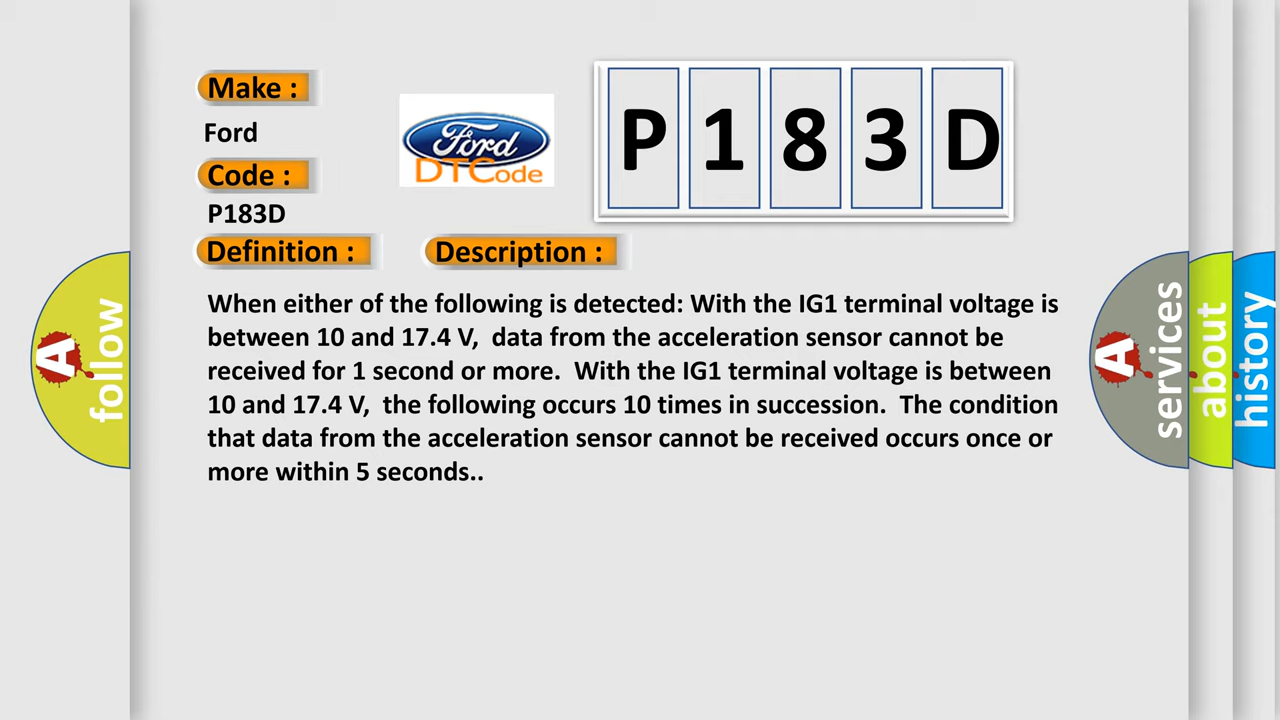 Make :
Ford
Code :
P183D
Ford
DTCode
P183D
Definition :
Description :
When either of the following is detected: With the IG1 terminal voltage is
between 10 and 17.4 V,  data from the acceleration sensor cannot be
received for 1 second or more.  With the IG1 terminal voltage is between
10 and 17.4 V,  the following occurs 10 times in succession.  The condition
that data from the acceleration sensor cannot be received occurs once or
more within 5 seconds..
A
follow
A
services
about
history